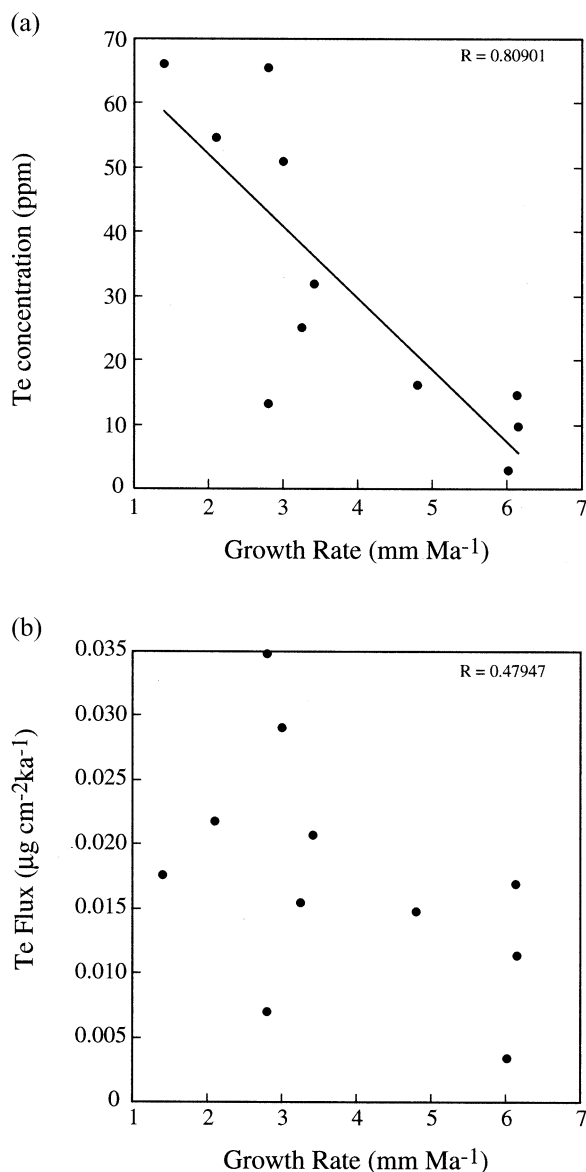 (a)
R = 0.80901
70
60
50
40
30
20
10
0
Te concentration (ppm)
1 2 3 4 5 6 7
Growth Rate (mm Ma⁻¹)
(b)
R = 0.47947
0.035
0.030
0.025
0.020
0.015
0.010
0.005
0
Te Flux (µg cm⁻²ka⁻¹)
1 2 3 4 5 6 7
Growth Rate (mm Ma⁻¹)